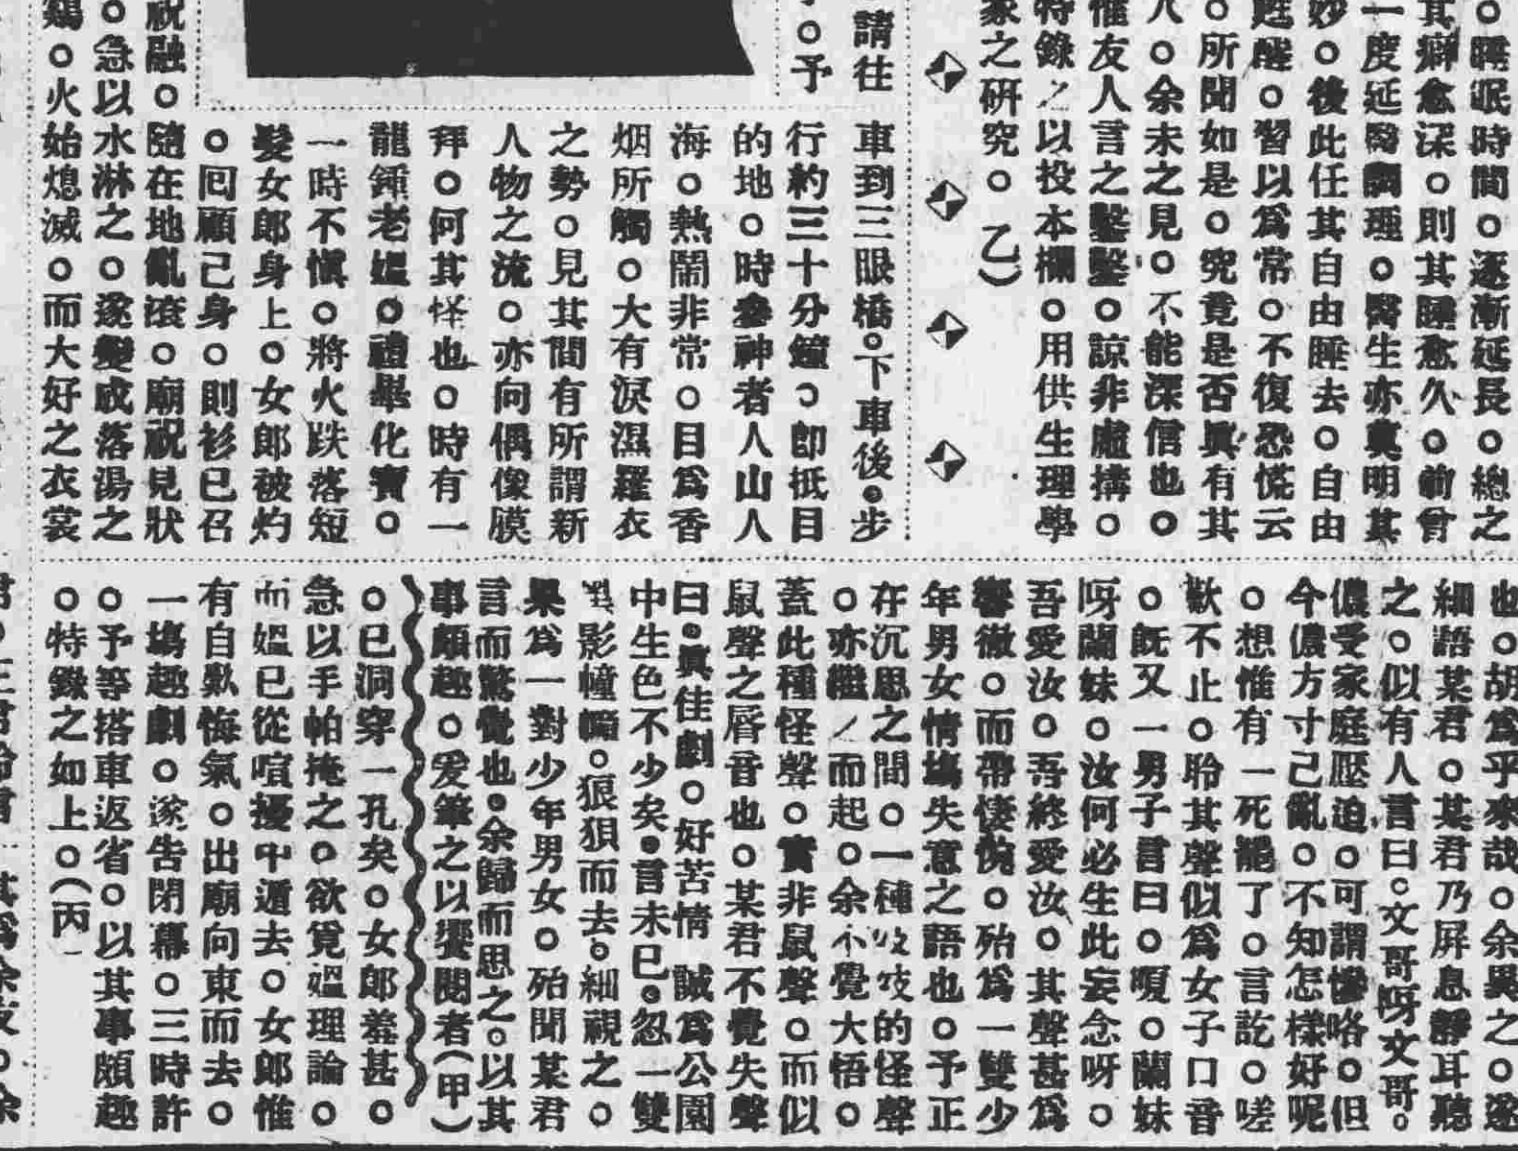 。睡眠時間。逐漸延長。總之
其癖愈深。則其睡愈久。前曾
一度延醫調理。醫生亦莫明其
妙。後此任其自由睡去。自由
甦醒。習以爲常。不復恐慌云
。所聞如是。究竟是否眞有其
人。余未之見。不能深信也。
惟友人言之鑿鑿。諒非虛搆。
特錄之以投本欄。用供生理學
家之研究。(乙)
請往
。予
車到三眼橋。下車後。步
行約三十分鐘。卽抵目
的地。時參神者人山人
海。熱鬧非常。目爲香
烟所觸。大有淚濕羅衣
之勢。見其間有所謂新
人物之流。亦向偶像膜
拜。何其怪也。時有一
龍鍾老媼。禮畢化寶。
一時不愼。將火跌落短
髮女郎身上。女郎被灼
。囘顧己身。則衫已召
祝融。隨在地亂滾。廟祝見狀
。急以水淋之。遂變成落湯之
鷄。火始熄滅。而大好之衣裳
也。胡爲乎來哉。余異之。遂
細語某君。某君乃屏息靜耳聽
之。似有人言曰。文哥呀文哥。
儂受家庭壓迫。可謂慘咯。但
今儂方寸己亂。不知怎樣好呢
。想惟有一死罷了。言訖。嗟
歎不止。聆其聲似爲女子口音
。既又一男子言曰。嗄。蘭妹
呀蘭妹。汝何必生此妄念呀。
吾愛汝。吾終愛汝。其聲甚爲
響徹。而帶悽惋。殆爲一雙少
年男女情塲失意之語也。予正
在沉思之間。一種吱吱的怪聲
。亦繼之而起。余不覺大悟。
蓋此種怪聲。實非鼠聲。而似
鼠聲之唇音也。某君不覺失聲
曰。眞佳劇。好苦情 誠爲公園
中生色不少矣。言未已。忽一雙
黑影幢幢。狼狽而去。細視之。
果爲一對少年男女。殆聞某君
言而驚覺也。余歸而思之。以其
事頗趣。爰筆之以饗閱者(甲)
。已洞穿一孔矣。女郎羞甚。
急以手帕掩之。欲覓媼理論。
而媼已從喧擾中遁去。女郎惟
有自歎悔氣。出廟向東而去。
一塲趣劇。遂告閉幕。三時許
。予等搭車返省。以其事頗趣
。特錄之如上。(丙)